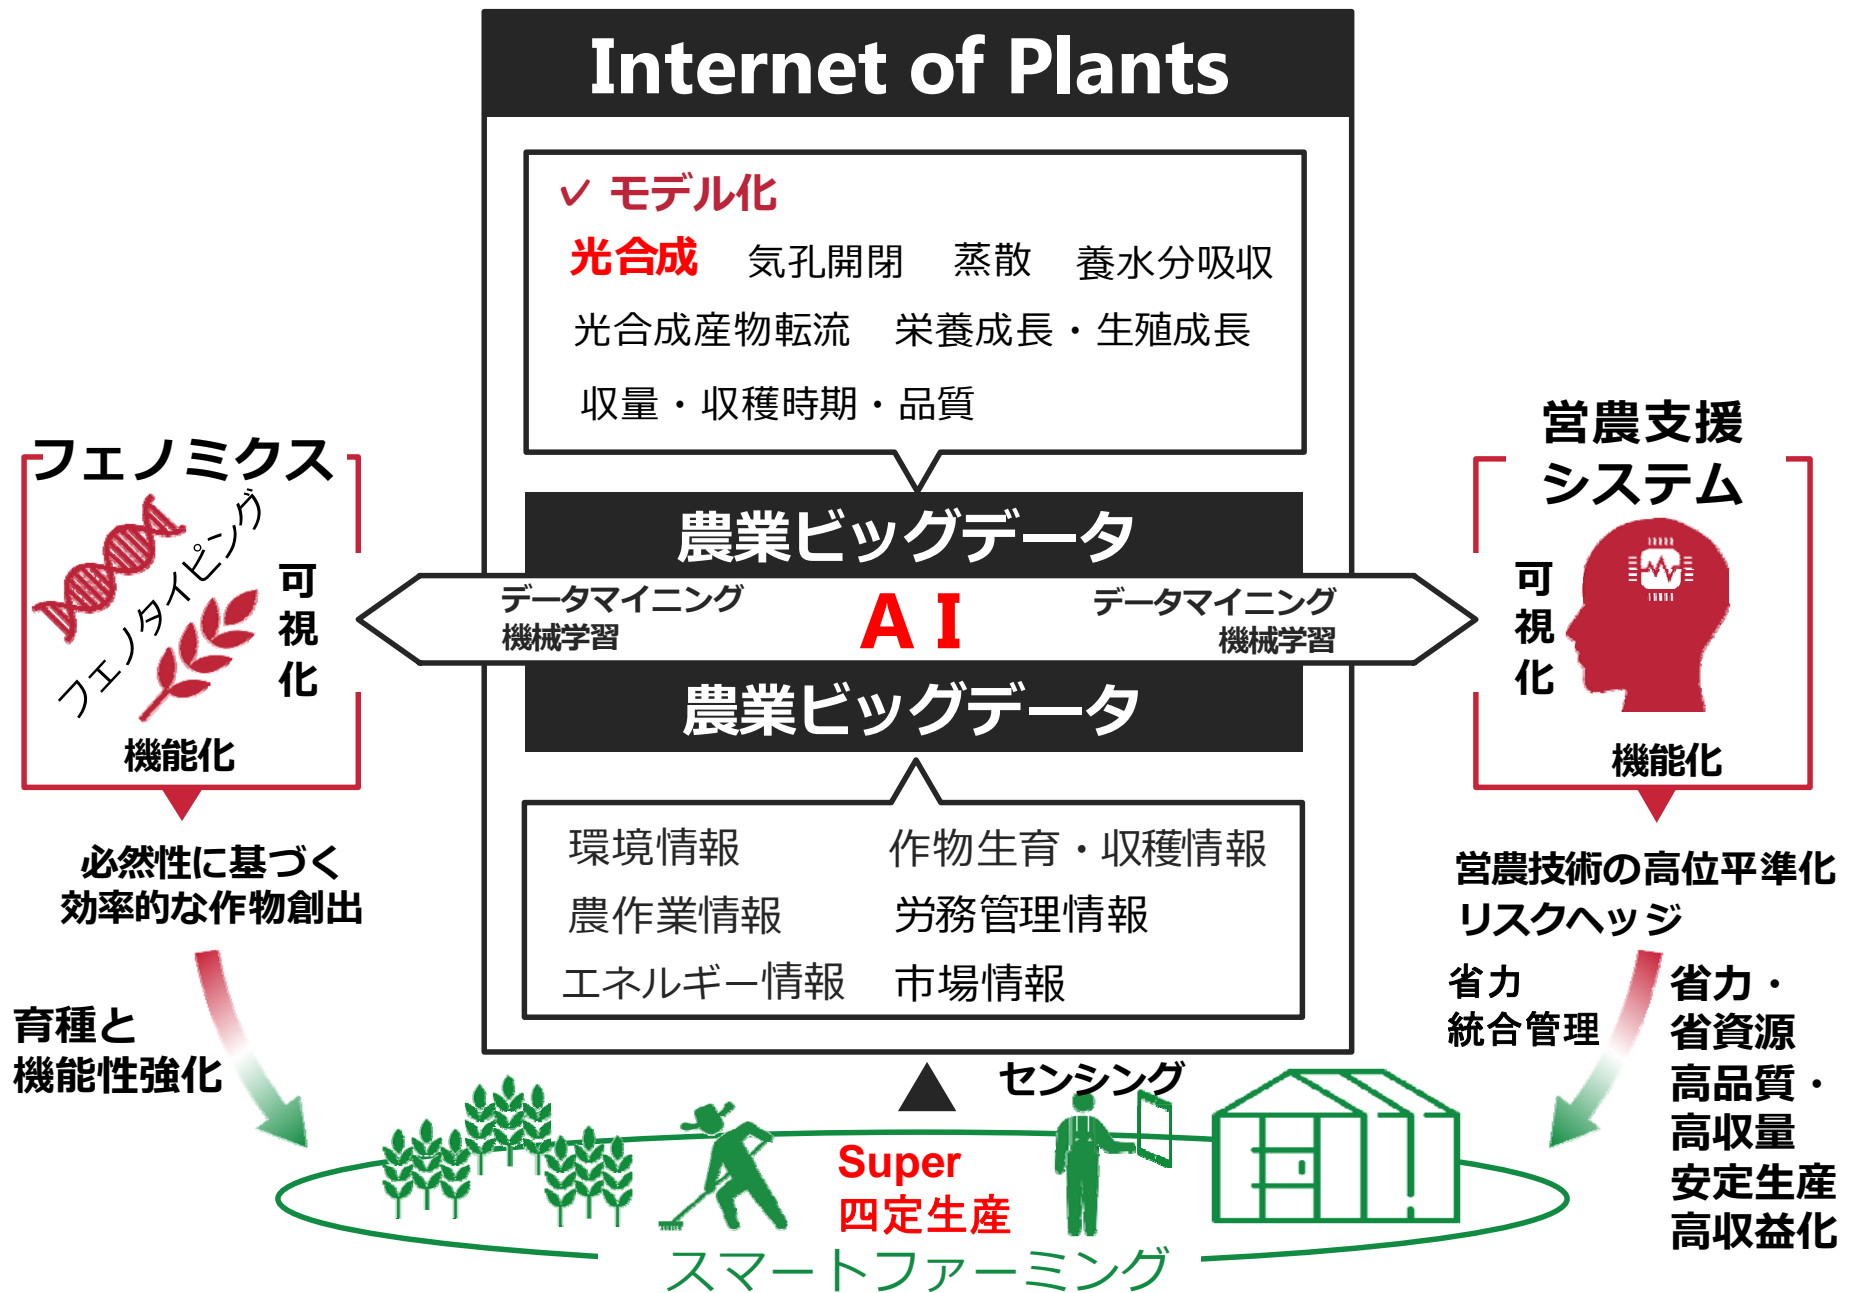 Internet of Plants
✓ モデル化
光合成 気孔開閉 蒸散 養水分吸収
光合成産物転流 栄養成長・生殖成長
収量・収穫時期・品質
農業ビッグデータ
データマイニング
機械学習
AI
データマイニング
機械学習
農業ビッグデータ
環境情報 作物生育・収穫情報
農作業情報 労務管理情報
エネルギー情報 市場情報
フェノミクス
フェノタイピング
可視化
機能化
必然性に基づく
効率的な作物創出
育種と
機能性強化
営農支援
システム
可視化
機能化
営農技術の高位平準化
リスクヘッジ
省力
統合管理
省力・
省資源
高品質・
高収量
安定生産
高収益化
センシング
Super
四定生産
スマートファーミング